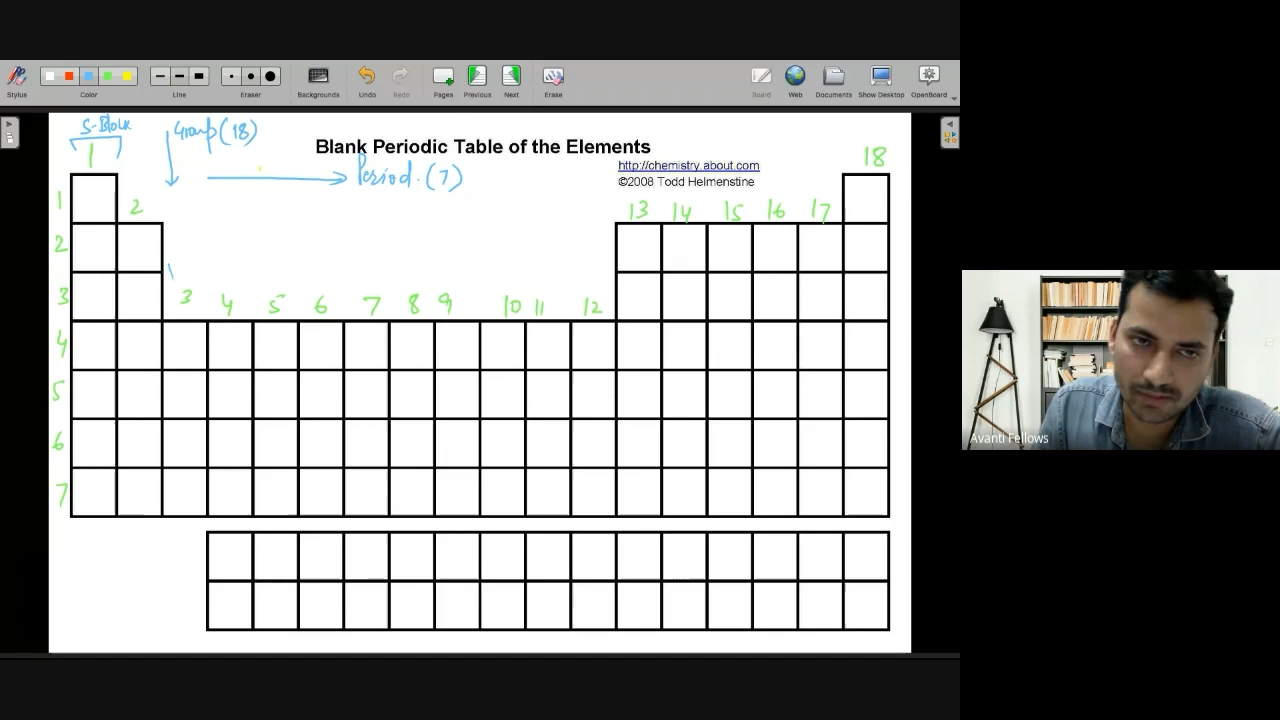 Stylus Color Line Eraser Backgrounds Undo Redo Pages Previous Next Erase Board Web Documents Show Desktop OpenBoard
S-Block
Group (18)
Blank Periodic Table of the Elements
http://chemistry.about.com
©2008 Todd Helmenstine
Period. (7)
1 18
1
2 13 14 15 16 17
2
3 3 4 5 6 7 8 9 10 11 12
4
5
6
7
Avanti Fellows